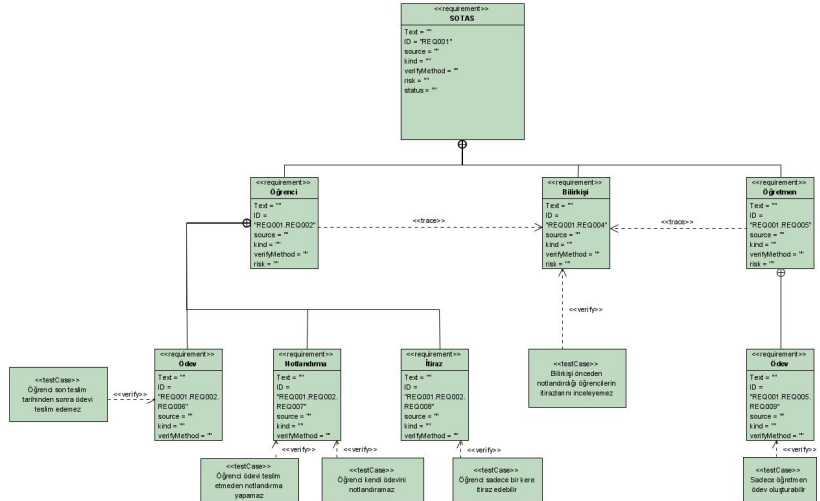 <<requirement>>
SOTAS
Text = ""
ID = "REQ001"
source = ""
kind = ""
verifyMethod = ""
risk = ""
status = ""
<<requirement>>
Öğrenci
Text = ""
ID =
"REQ001.REQ002"
source = ""
kind = ""
verifyMethod = ""
risk = ""
<<trace>>
<<requirement>>
Bilirkişi
Text = ""
ID =
"REQ001.REQ004"
source = ""
kind = ""
verifyMethod = ""
risk = ""
<<trace>>
<<requirement>>
Öğretmen
Text = ""
ID =
"REQ001.REQ005"
source = ""
kind = ""
verifyMethod = ""
risk = ""
<<verify>>
<<testCase>>
Öğrenci son teslim
tarihinden sonra ödevi
teslim edemez
<<verify>>
<<requirement>>
Ödev
Text = ""
ID =
"REQ001.REQ002.
REQ006"
source = ""
kind = ""
verifyMethod = ""
<<requirement>>
Notlandırma
Text = ""
ID =
"REQ001.REQ002.
REQ007"
source = ""
kind = ""
verifyMethod = ""
<<requirement>>
İtiraz
Text = ""
ID =
"REQ001.REQ002.
REQ008"
source = ""
kind = ""
verifyMethod = ""
<<testCase>>
Bilirkişi önceden
notlandırdığı öğrencilerin
itirazlarını inceleyemez
<<requirement>>
Ödev
Text = ""
ID =
"REQ001.REQ005.
REQ009"
source = ""
kind = ""
verifyMethod = ""
<<verify>>
<<verify>>
<<verify>>
<<verify>>
<<testCase>>
Öğrenci ödevi teslim
etmeden notlandırma
yapamaz
<<testCase>>
Öğrenci kendi ödevini
notlandıramaz
<<testCase>>
Öğrenci sadece bir kere
itiraz edebilir
<<testCase>>
Sadece öğretmen
ödev oluşturabilir